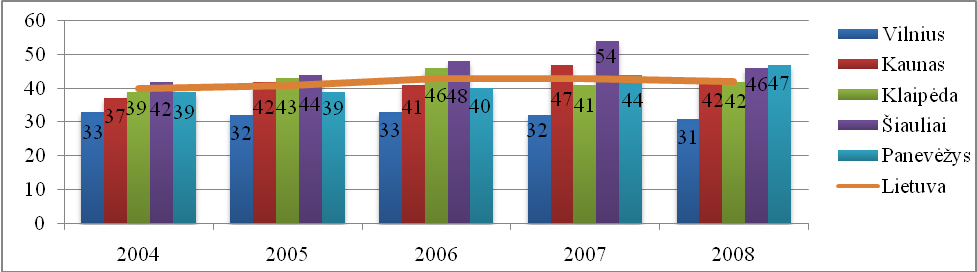 60
50
40
30
20
10
0
33 37 39 42 39
32 42 43 44 39
33 41 46 48 40
32 47 41 54 44
31 42 42 46 47
2004 2005 2006 2007 2008
Vilnius
Kaunas
Klaipėda
Šiauliai
Panevėžys
Lietuva